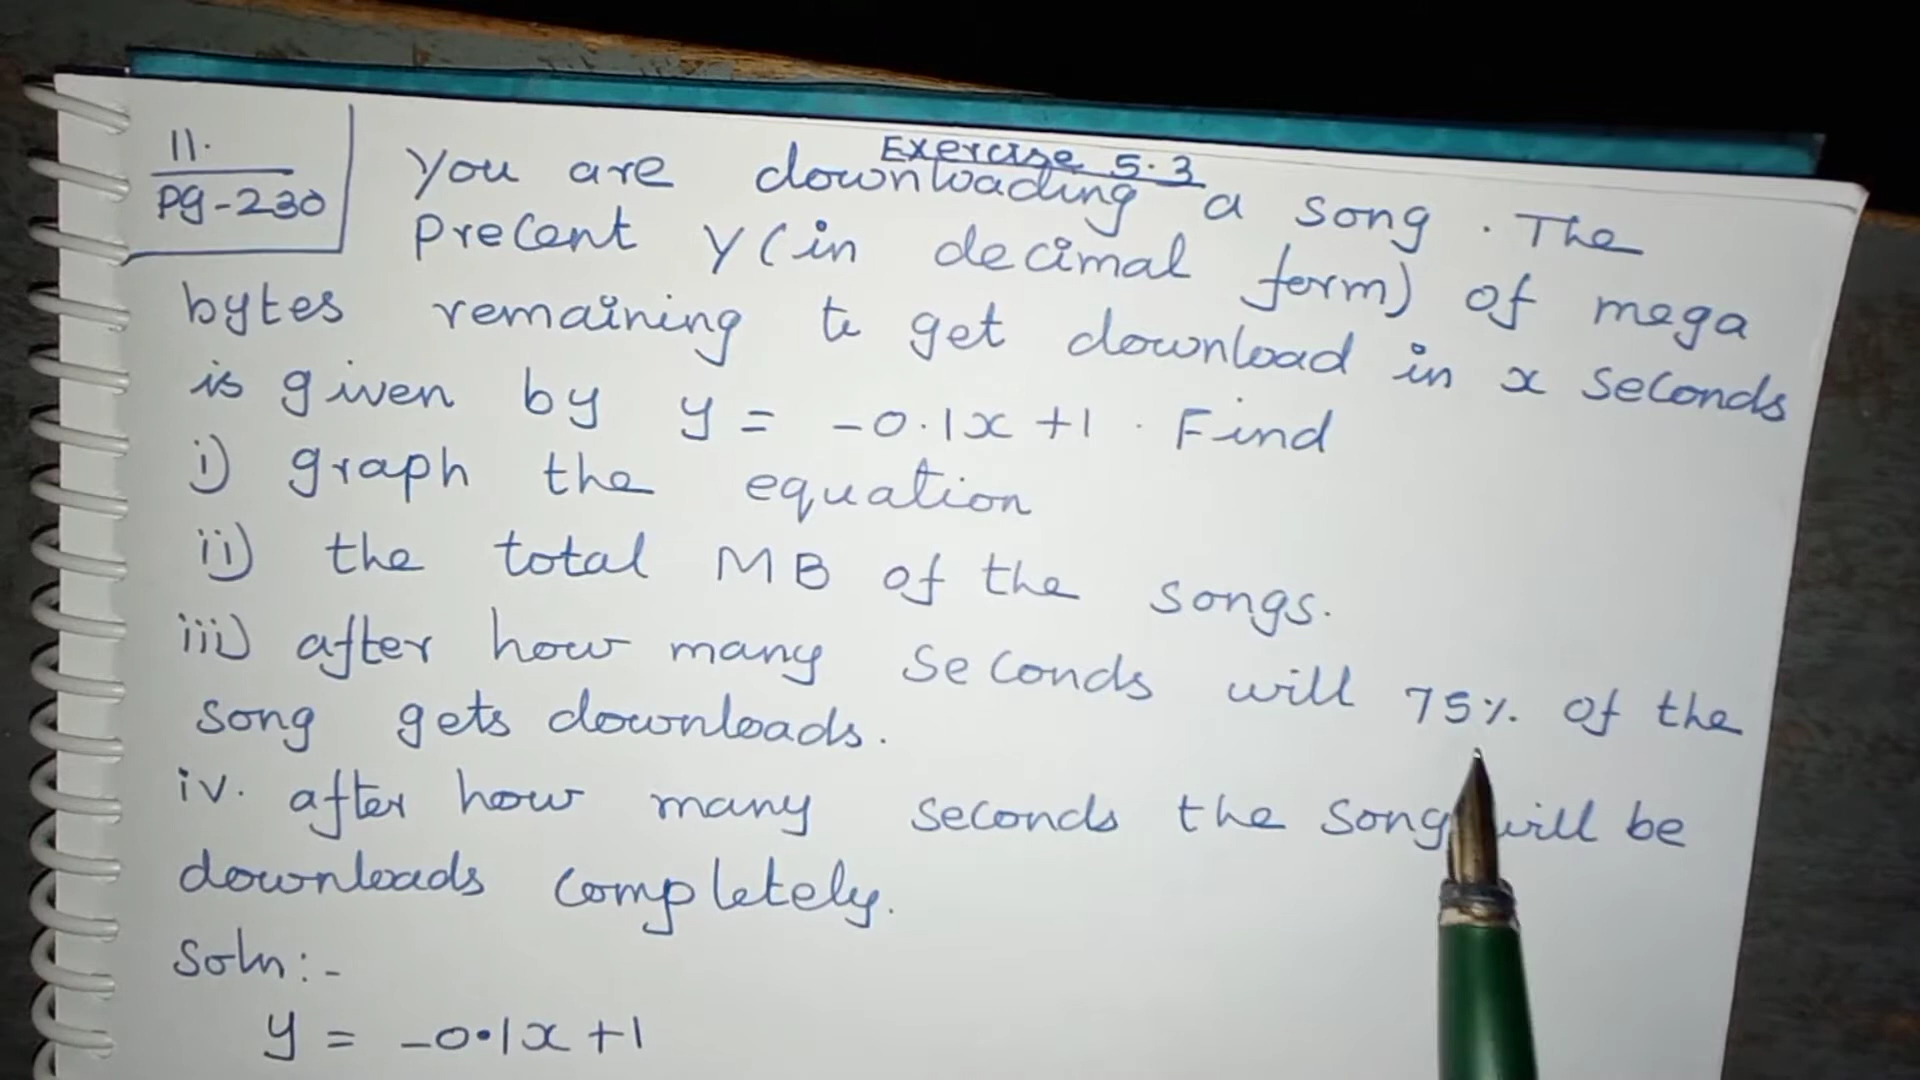 Exercise 5.3
11.
Pg-230
You are downloading a song. The
precent y (in decimal form) of mega
bytes remaining to get download in x seconds
is given by y = -0.1x +1. Find
i) graph the equation
ii) the total MB of the songs.
iii) after how many seconds will 75% of the
song gets downloads.
iv. after how many seconds the song will be
downloads completely.
Soln:-
y = -0.1x +1